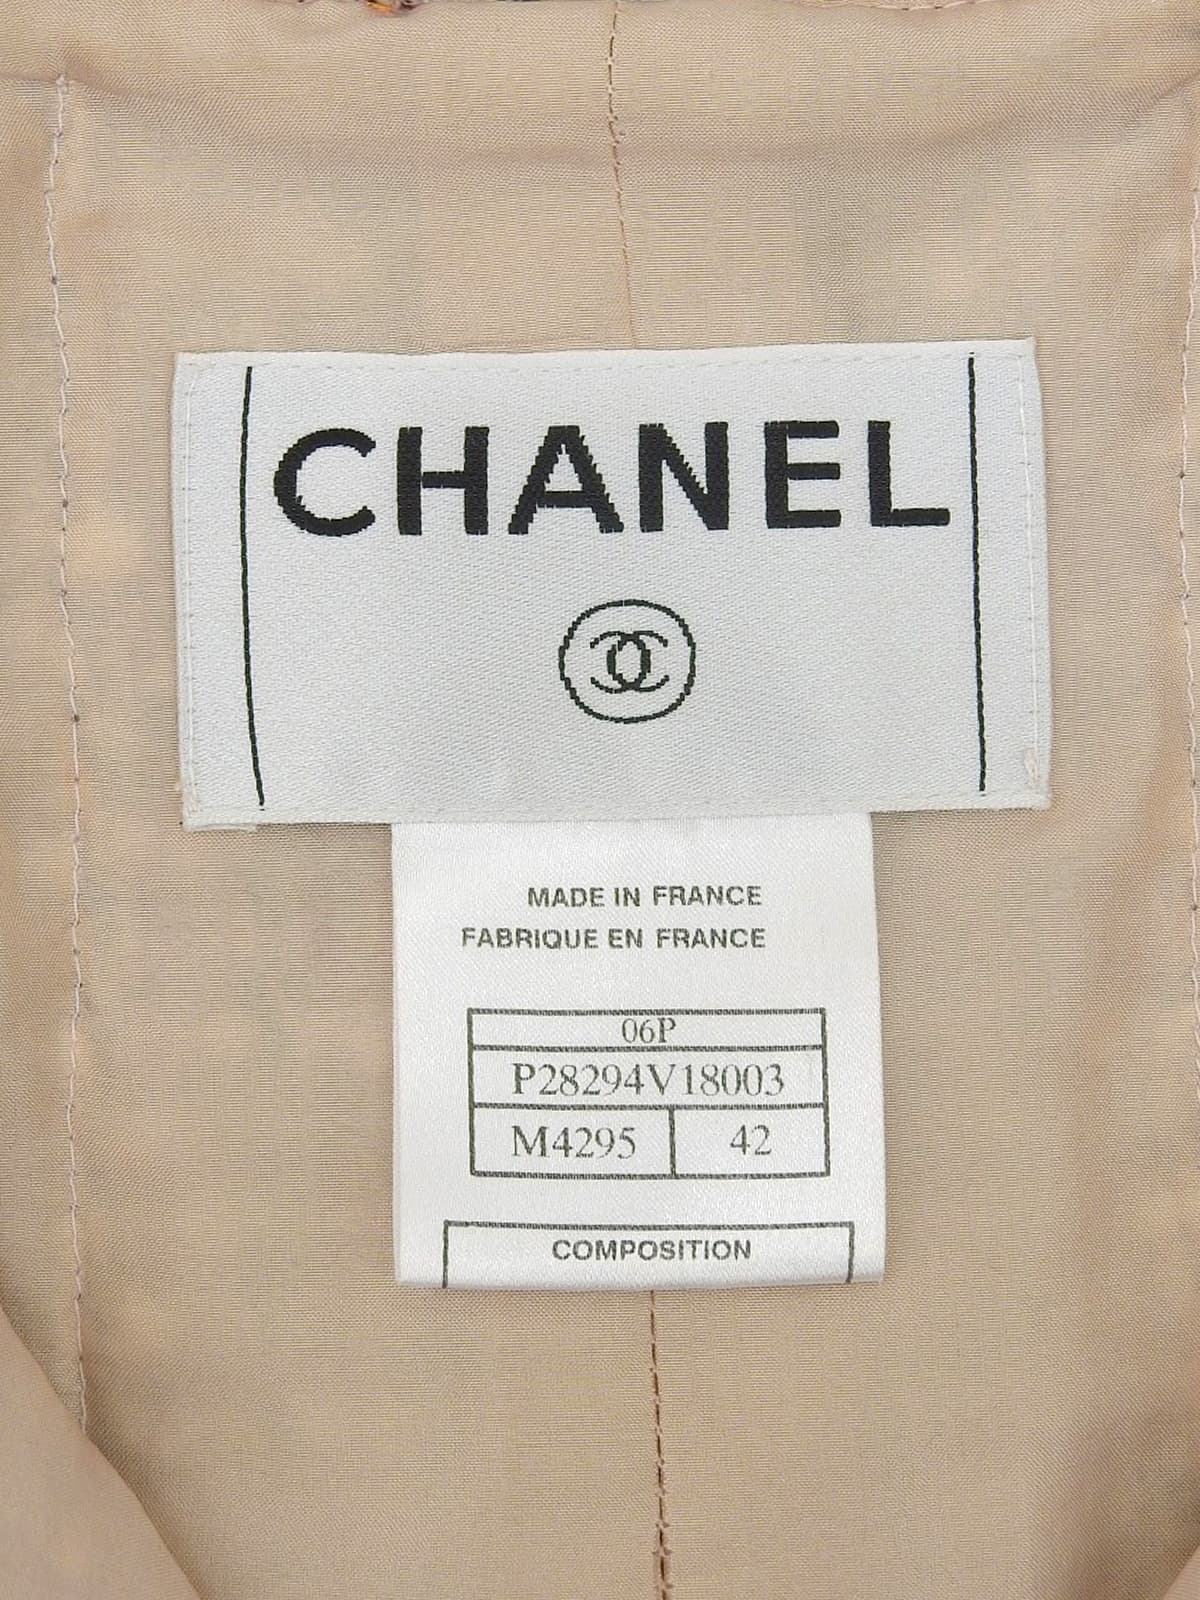 CHANEL
MADE IN FRANCE
FABRIQUE EN FRANCE
06P
P28294V18003
M4295 42
COMPOSITION